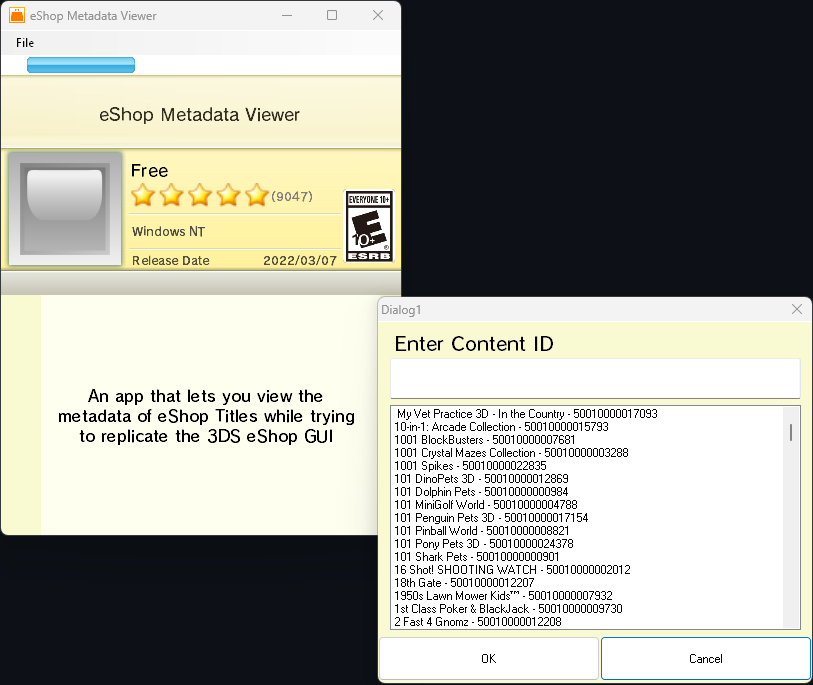 eShop Metadata Viewer
File
eShop Metadata Viewer
Free
(9047)
Windows NT
Release Date 2022/03/07
EVERYONE 10+
E
10+
ESRB
An app that lets you view the
metadata of eShop Titles while trying
to replicate the 3DS eShop GUI
Dialog1
Enter Content ID
My Vet Practice 3D - In the Country - 50010000017093
10-in-1: Arcade Collection - 50010000015793
1001 BlockBusters - 50010000007681
1001 Crystal Mazes Collection - 50010000003288
1001 Spikes - 50010000022835
101 DinoPets 3D - 50010000012869
101 Dolphin Pets - 50010000000984
101 MiniGolf World - 50010000004788
101 Penguin Pets 3D - 50010000017154
101 Pinball World - 50010000008821
101 Pony Pets 3D - 50010000024378
101 Shark Pets - 50010000000901
16 Shot! SHOOTING WATCH - 50010000002012
18th Gate - 50010000012207
1950s Lawn Mower Kids™ - 50010000007932
1st Class Poker & BlackJack - 50010000009730
2 Fast 4 Gnomz - 50010000012208
OK
Cancel